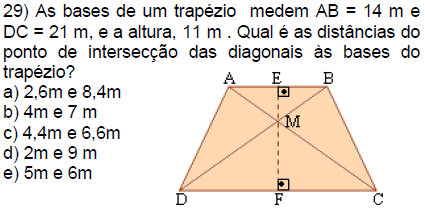 29) As bases de um trapézio medem AB = 14 m e
DC = 21 m, e a altura, 11 m . Qual é as distâncias do
ponto de intersecção das diagonais às bases do
trapézio?
a) 2,6m e 8,4m
b) 4m e 7 m
c) 4,4m e 6,6m
d) 2m e 9 m
e) 5m e 6m
A E B
M
D F C